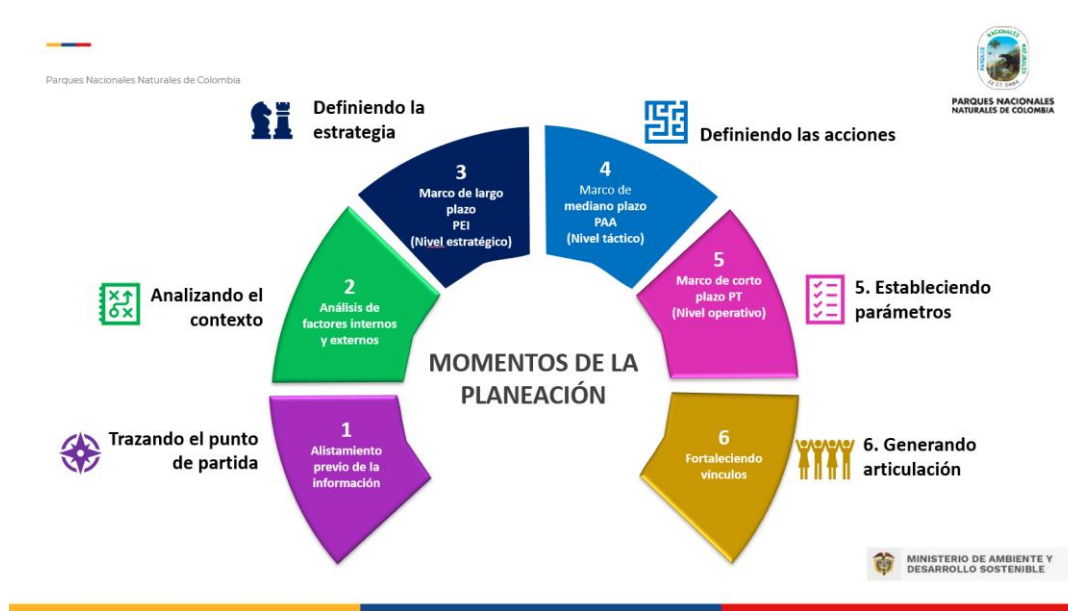 Parques Nacionales Naturales de Colombia
PARQUES NACIONALES
NATURALES DE COLOMBIA
Definiendo la
estrategia
Definiendo las acciones
3
Marco de largo
plazo
PEI
(Nivel estratégico)
4
Marco de
mediano plazo
PAA
(Nivel táctico)
Analizando el
contexto
2
Análisis de
factores internos
y externos
5
Marco de corto
plazo PT
(Nivel operativo)
5. Estableciendo
parámetros
MOMENTOS DE LA
PLANEACIÓN
Trazando el punto
de partida
1
Alistamiento
previo de la
información
6
Fortaleciendo
vínculos
6. Generando
articulación
MINISTERIO DE AMBIENTE Y
DESARROLLO SOSTENIBLE